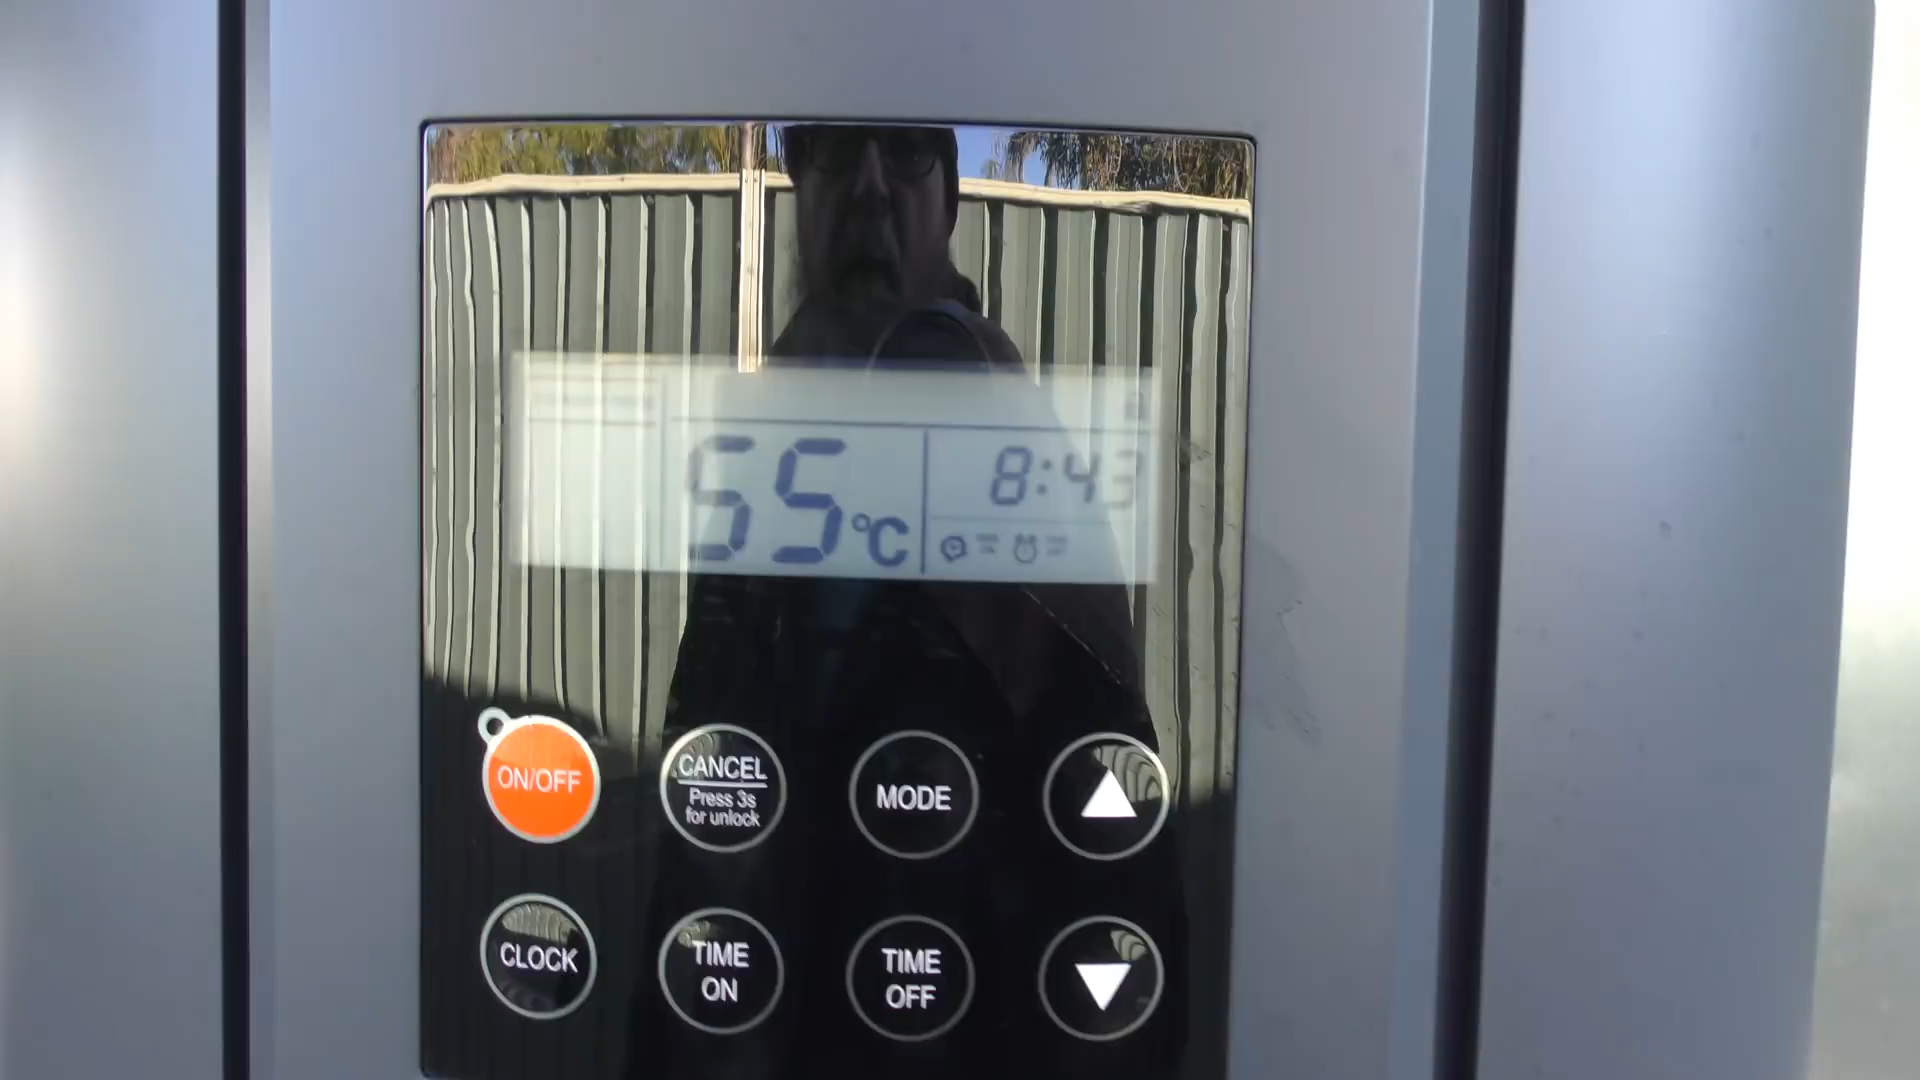 55°C
8:43
ON/OFF
CANCEL
Press 3s
for unlock
MODE
CLOCK
TIME
ON
TIME
OFF